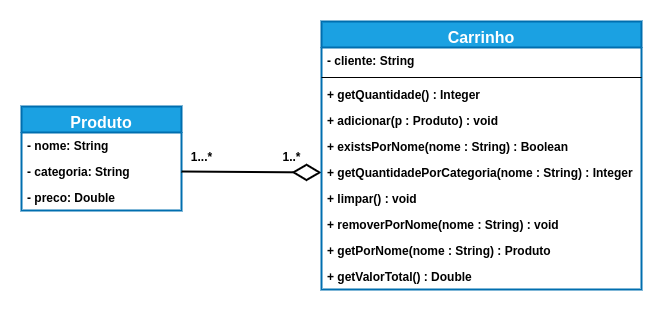 Produto
- nome: String
- categoria: String
- preco: Double
1...*
1..*
Carrinho
- cliente: String
+ getQuantidade() : Integer
+ adicionar(p : Produto) : void
+ existsPorNome(nome : String) : Boolean
+ getQuantidadePorCategoria(nome : String) : Integer
+ limpar() : void
+ removerPorNome(nome : String) : void
+ getPorNome(nome : String) : Produto
+ getValorTotal() : Double